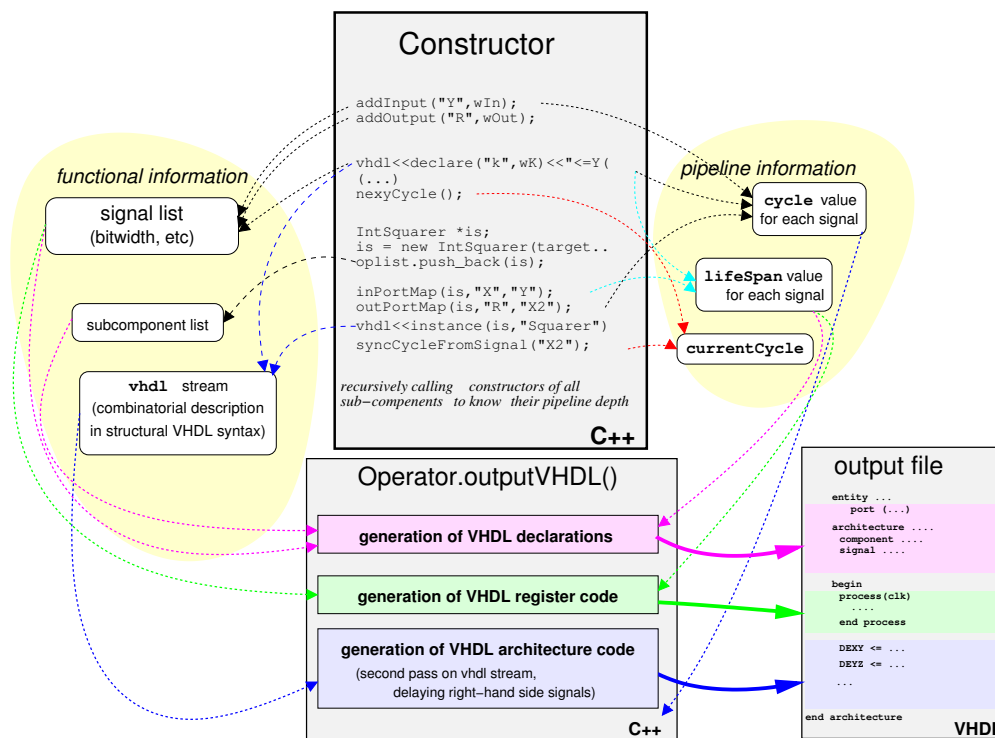 Constructor
addInput("Y",wIn);
addOutput("R",wOut);
vhdl<<declare("k",wK)<<"<=Y(
(...)
nexyCycle();
IntSquarer *is;
is = new IntSquarer(target..
oplist.push_back(is);
inPortMap(is,"X","Y");
outPortMap(is,"R","X2");
vhdl<<instance(is,"Squarer")
syncCycleFromSignal("X2");
recursively calling constructors of all
sub-compenents to know their pipeline depth
C++
functional information
signal list
(bitwidth, etc)
subcomponent list
vhdl stream
(combinatorial description
in structural VHDL syntax)
pipeline information
cycle value
for each signal
lifeSpan value
for each signal
currentCycle
Operator.outputVHDL()
generation of VHDL declarations
generation of VHDL register code
generation of VHDL architecture code
(second pass on vhdl stream,
delaying right-hand side signals)
C++
output file
entity ...
port (...)
architecture ....
component ....
signal ....
begin
process(clk)
....
end process
DEXY <= ...
DEYZ <= ...
...
end architecture
VHDL